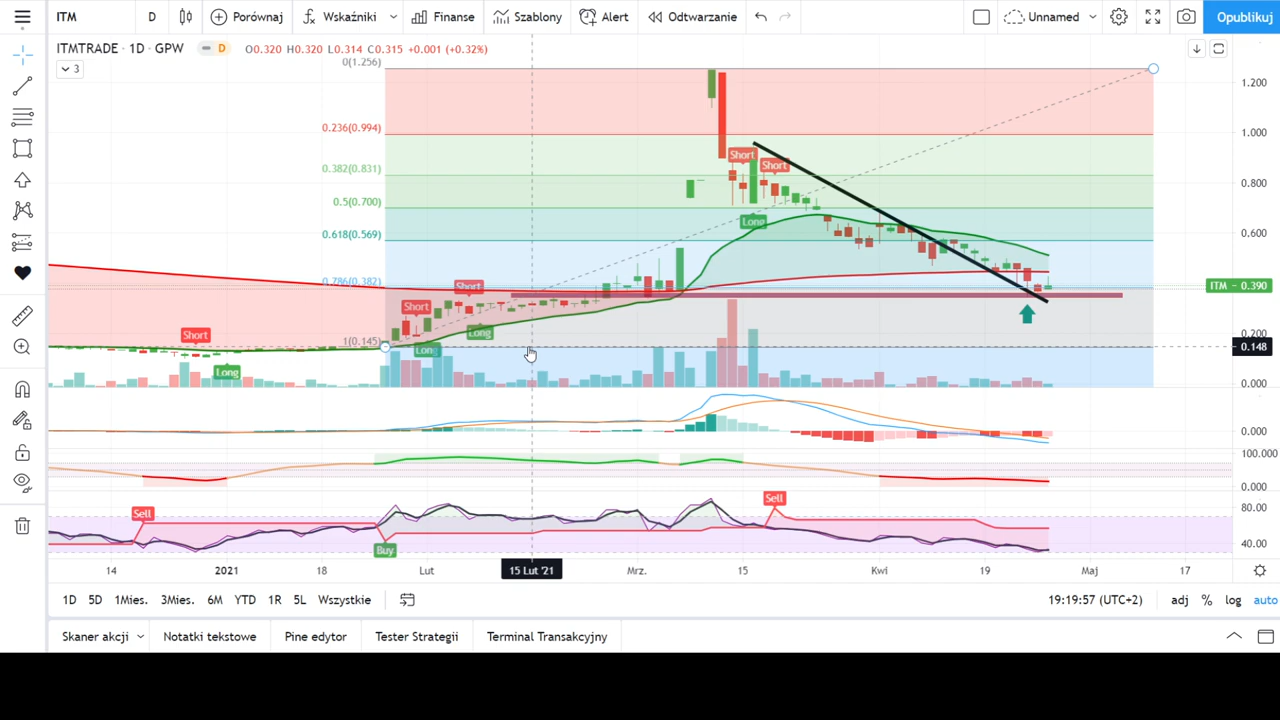 ITM D Porównaj Wskaźniki Finanse Szablony Alert Odtwarzanie Unnamed Opublikuj
ITMTRADE · 1D · GPW D O0.320 H0.320 L0.314 C0.315 +0.001 (+0.32%)
3
0(1.256)
0.236(0.994)
0.382(0.831)
0.5(0.700)
0.618(0.569)
0.786(0.382)
1(0.145)
Short
Short
Long
Short
Short
Long
Long
Short
Long
1.200
1.000
0.800
0.600
ITM − 0.390
0.200
0.148
0.000
0.000
100.000
0.000
80.00
40.00
Sell
Buy
Sell
14 2021 18 Lut 15 Lut '21 Mrz. 15 Kwi 19 Maj 17
1D 5D 1Mies. 3Mies. 6M YTD 1R 5L Wszystkie 19:19:57 (UTC+2) adj % log auto
Skaner akcji Notatki tekstowe Pine edytor Tester Strategii Terminal Transakcyjny